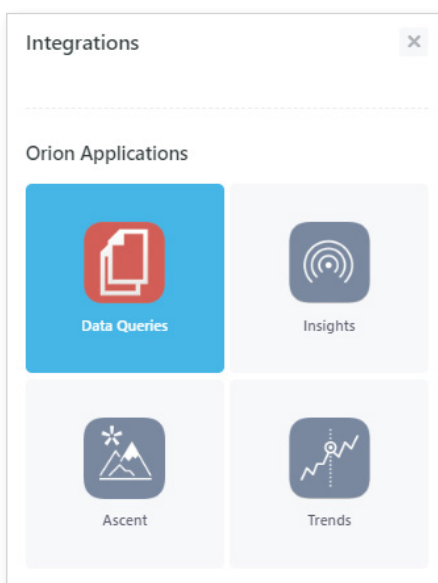 Integrations
Orion Applications
Data Queries
Insights
Ascent
Trends